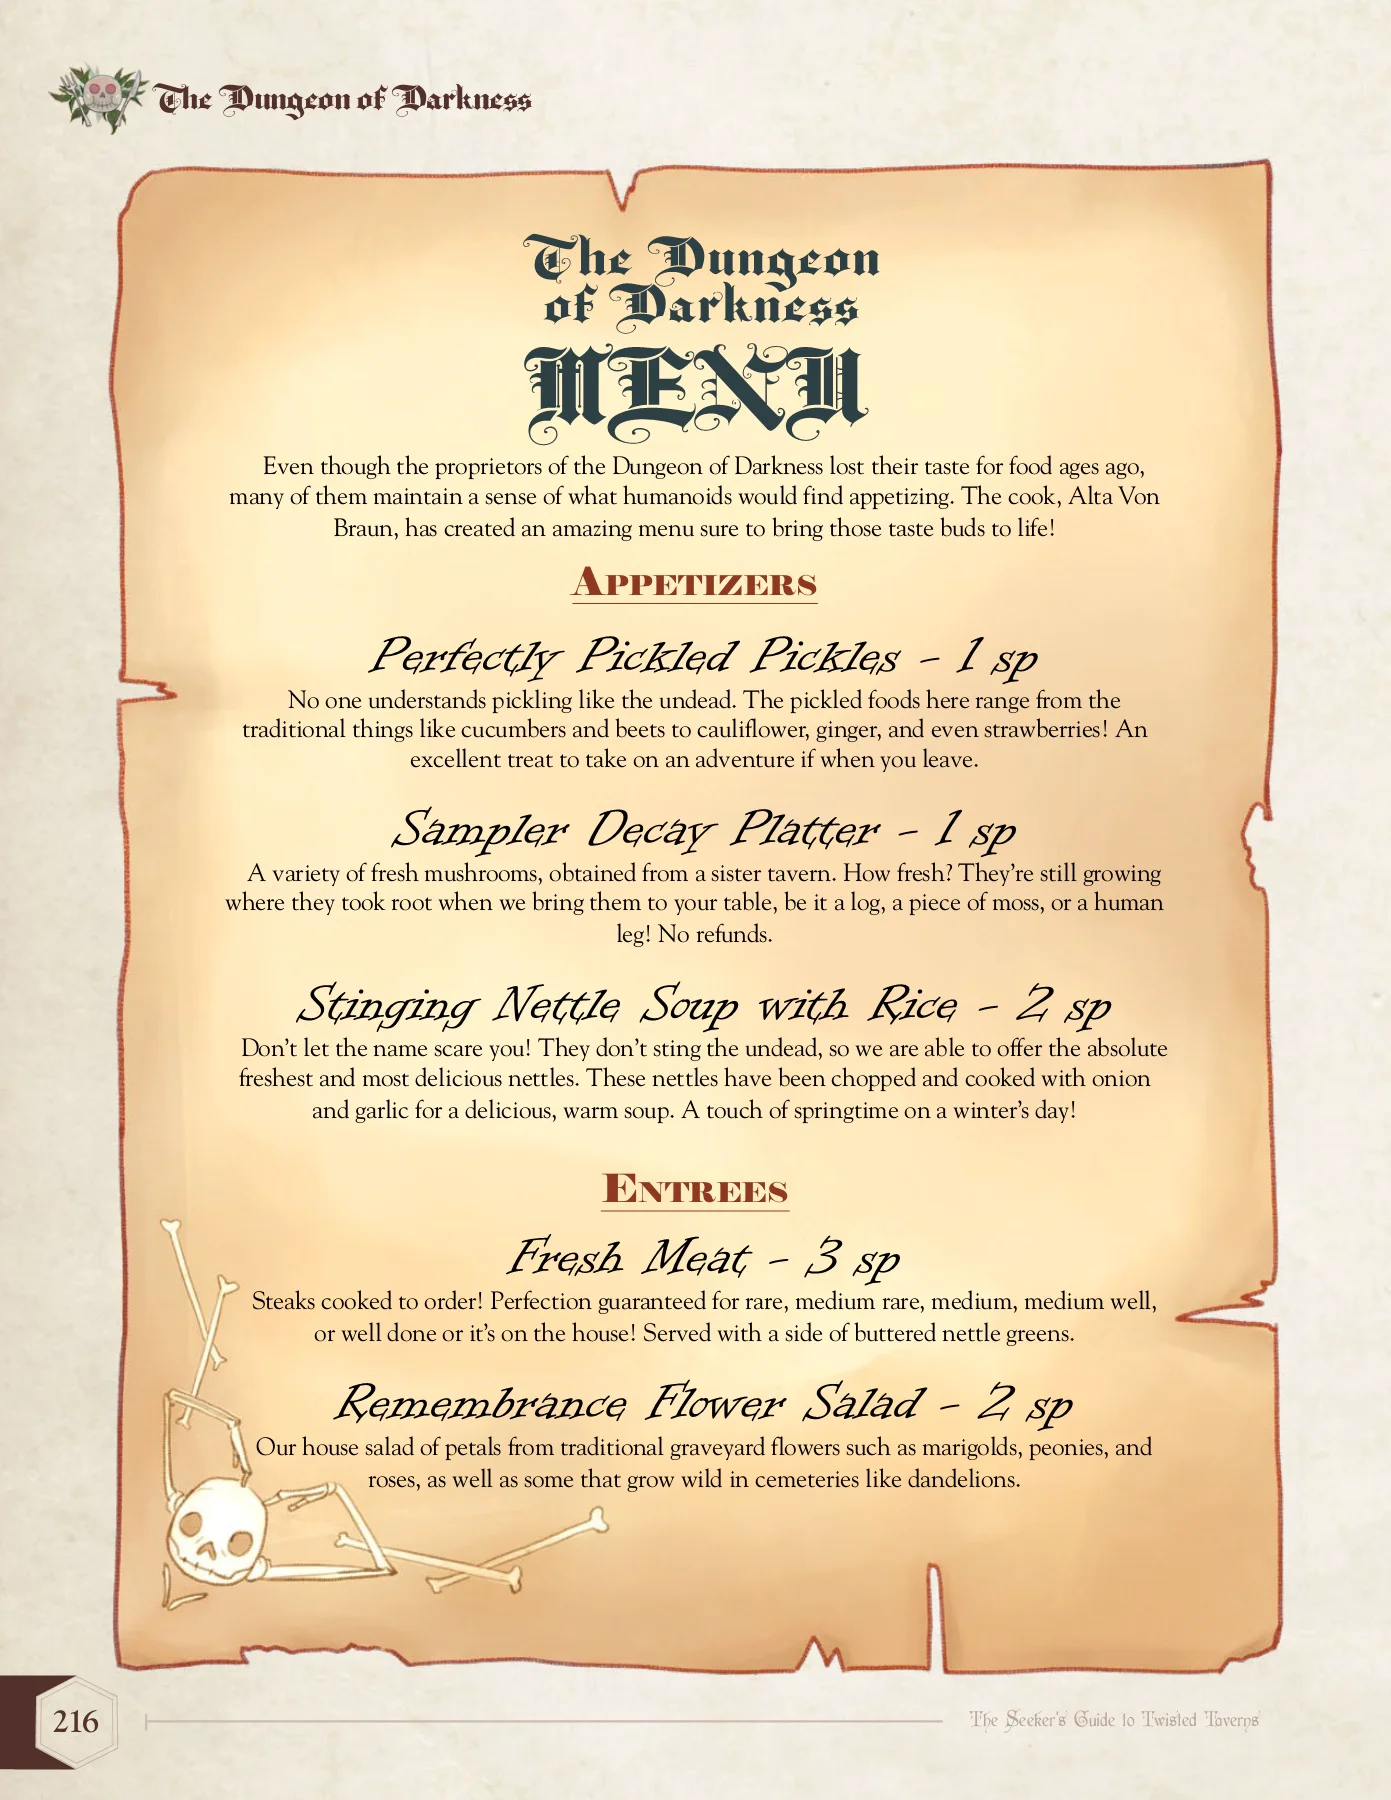 The Dungeon of Darkness
The Dungeon
of Darkness
MENU
Even though the proprietors of the Dungeon of Darkness lost their taste for food ages ago,
many of them maintain a sense of what humanoids would find appetizing. The cook, Alta Von
Braun, has created an amazing menu sure to bring those taste buds to life!
Appetizers
Perfectly Pickled Pickles - 1 sp
No one understands pickling like the undead. The pickled foods here range from the
traditional things like cucumbers and beets to cauliflower, ginger, and even strawberries! An
excellent treat to take on an adventure if when you leave.
Sampler Decay Platter - 1 sp
A variety of fresh mushrooms, obtained from a sister tavern. How fresh? They're still growing
where they took root when we bring them to your table, be it a log, a piece of moss, or a human
leg! No refunds.
Stinging Nettle Soup with Rice - 2 sp
Don't let the name scare you! They don't sting the undead, so we are able to offer the absolute
freshest and most delicious nettles. These nettles have been chopped and cooked with onion
and garlic for a delicious, warm soup. A touch of springtime on a winter's day!
Entrees
Fresh Meat - 3 sp
Steaks cooked to order! Perfection guaranteed for rare, medium rare, medium, medium well,
or well done or it's on the house! Served with a side of buttered nettle greens.
Remembrance Flower Salad - 2 sp
Our house salad of petals from traditional graveyard flowers such as marigolds, peonies, and
roses, as well as some that grow wild in cemeteries like dandelions.
216
The Seeker's Guide to Twisted Taverns